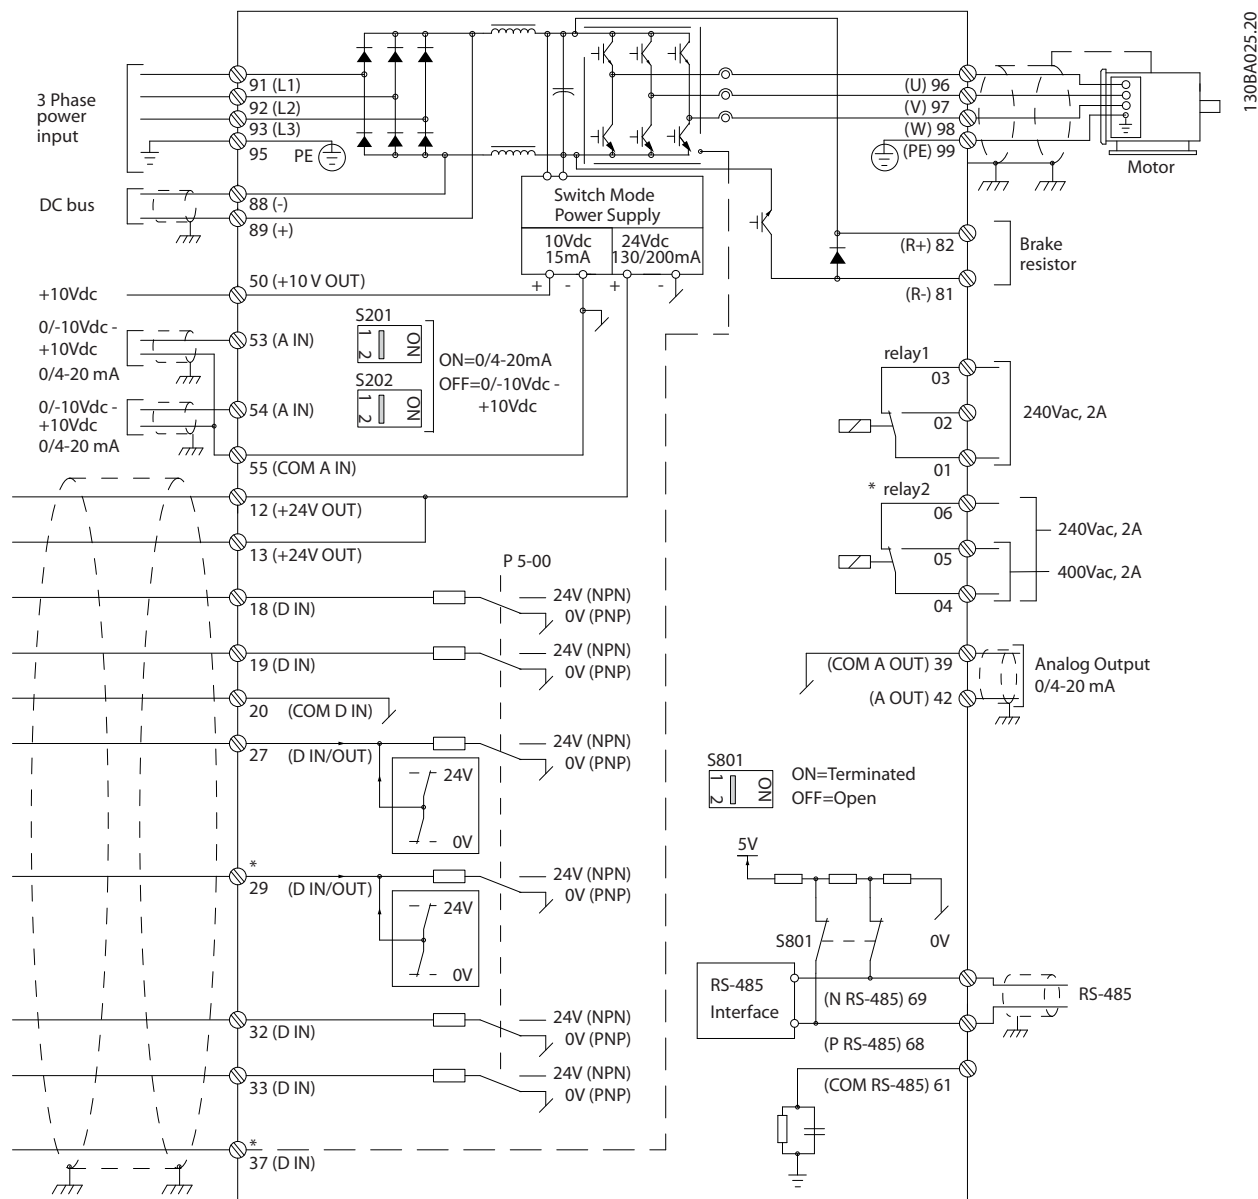 130BA025.20
3 Phase
power
input
91 (L1)
92 (L2)
93 (L3)
95
PE
DC bus
88 (-)
89 (+)
Switch Mode
Power Supply
10Vdc
15mA
24Vdc
130/200mA
+
-
+
-
(U) 96
(V) 97
(W) 98
(PE) 99
Motor
(R+) 82
(R-) 81
Brake
resistor
+10Vdc
50 (+10 V OUT)
0/-10Vdc -
+10Vdc
0/4-20 mA
53 (A IN)
0/-10Vdc -
+10Vdc
0/4-20 mA
54 (A IN)
55 (COM A IN)
S201
1
2
ON
S202
1
2
ON
ON=0/4-20mA
OFF=0/-10Vdc -
+10Vdc
relay1
03
02
01
240Vac, 2A
* relay2
06
05
04
240Vac, 2A
400Vac, 2A
12 (+24V OUT)
13 (+24V OUT)
P 5-00
18 (D IN)
24V (NPN)
0V (PNP)
19 (D IN)
24V (NPN)
0V (PNP)
20 (COM D IN)
27 (D IN/OUT)
24V (NPN)
0V (PNP)
24V
0V
*
29 (D IN/OUT)
24V (NPN)
0V (PNP)
24V
0V
32 (D IN)
24V (NPN)
0V (PNP)
33 (D IN)
24V (NPN)
0V (PNP)
*
37 (D IN)
(COM A OUT) 39
(A OUT) 42
Analog Output
0/4-20 mA
S801
1
2
ON
ON=Terminated
OFF=Open
5V
S801
0V
RS-485
Interface
(N RS-485) 69
(P RS-485) 68
RS-485
(COM RS-485) 61